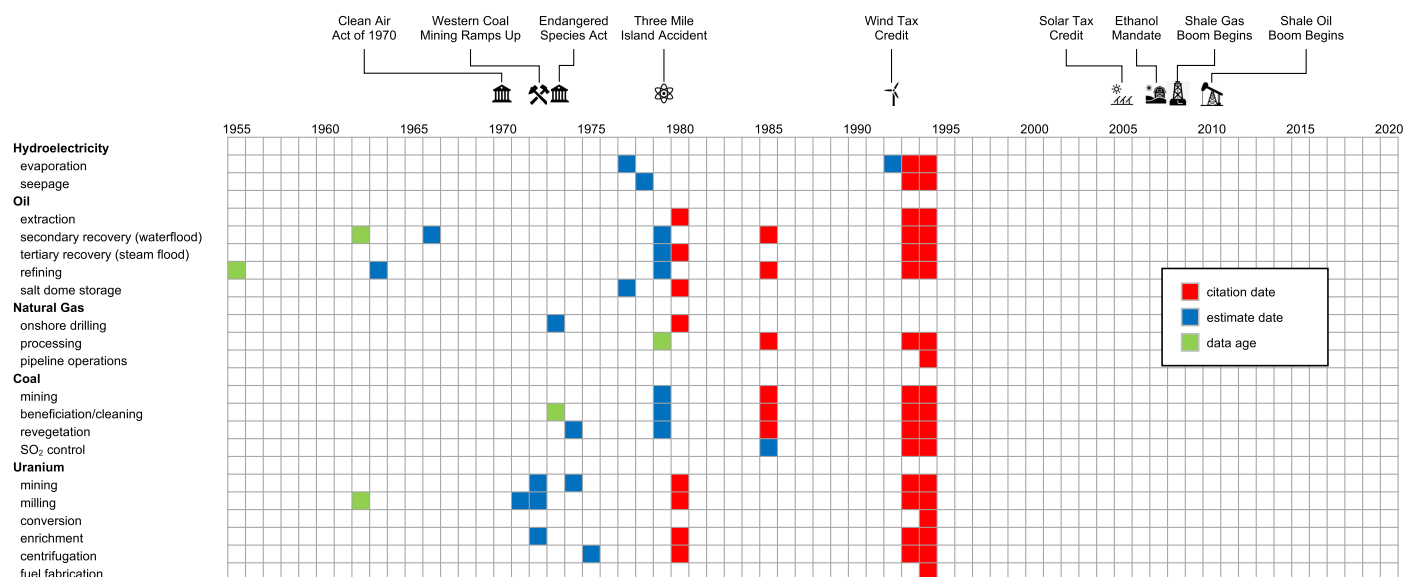 Clean Air
Act of 1970
Western Coal
Mining Ramps Up
Endangered
Species Act
Three Mile
Island Accident
Wind Tax
Credit
Solar Tax
Credit
Ethanol
Mandate
Shale Gas
Boom Begins
Shale Oil
Boom Begins
1955 1960 1965 1970 1975 1980 1985 1990 1995 2000 2005 2010 2015 2020
Hydroelectricity
evaporation
seepage
Oil
extraction
secondary recovery (waterflood)
tertiary recovery (steam flood)
refining
salt dome storage
Natural Gas
onshore drilling
processing
pipeline operations
Coal
mining
beneficiation/cleaning
revegetation
SO₂ control
Uranium
mining
milling
conversion
enrichment
centrifugation
fuel fabrication
citation date
estimate date
data age